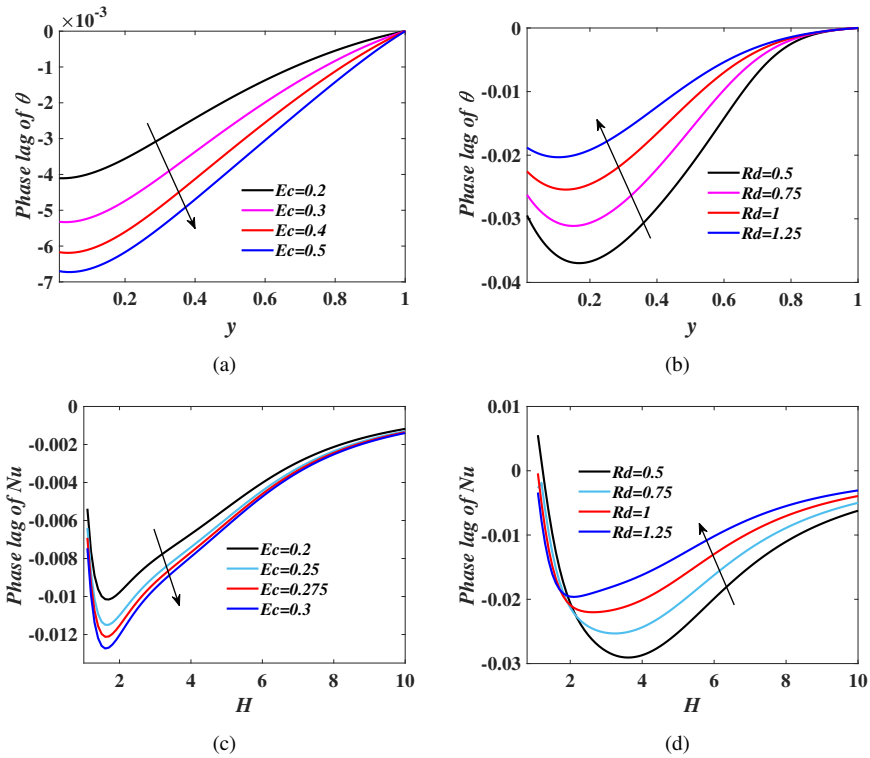 ×10⁻³
0
-1
-2
-3
-4
-5
-6
-7
0.2
0.4
0.6
0.8
1
Phase lag of θ
y
Ec=0.2
Ec=0.3
Ec=0.4
Ec=0.5
(a)
0
-0.01
-0.02
-0.03
-0.04
0.2
0.4
0.6
0.8
1
Phase lag of θ
y
Rd=0.5
Rd=0.75
Rd=1
Rd=1.25
(b)
0
-0.002
-0.004
-0.006
-0.008
-0.01
-0.012
2
4
6
8
10
Phase lag of Nu
H
Ec=0.2
Ec=0.25
Ec=0.275
Ec=0.3
(c)
0.01
0
-0.01
-0.02
-0.03
2
4
6
8
10
Phase lag of Nu
H
Rd=0.5
Rd=0.75
Rd=1
Rd=1.25
(d)